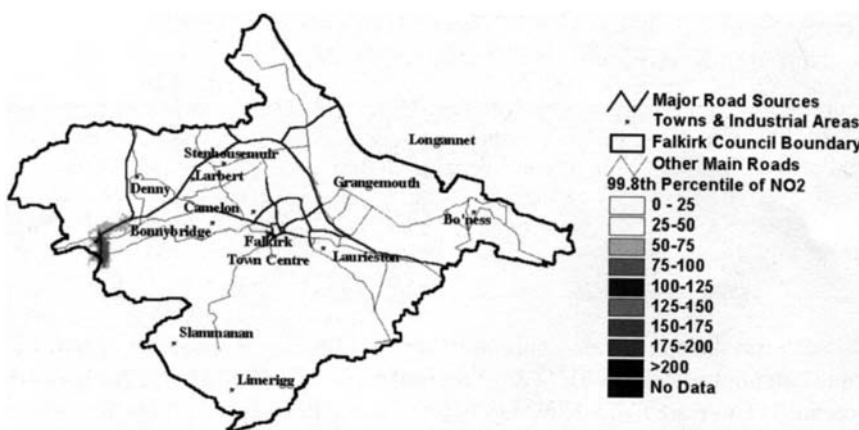 Longannet
Stenhousemuir
Larbert
Denny
Grangemouth
Camelon
Bo'ness
Bonnybridge
Falkirk
Town Centre
Laurieston
Slammanan
Limerigg
Major Road Sources
Towns & Industrial Areas
Falkirk Council Boundary
Other Main Roads
99.8th Percentile of NO2
0 - 25
25-50
50-75
75-100
100-125
125-150
150-175
175-200
>200
No Data